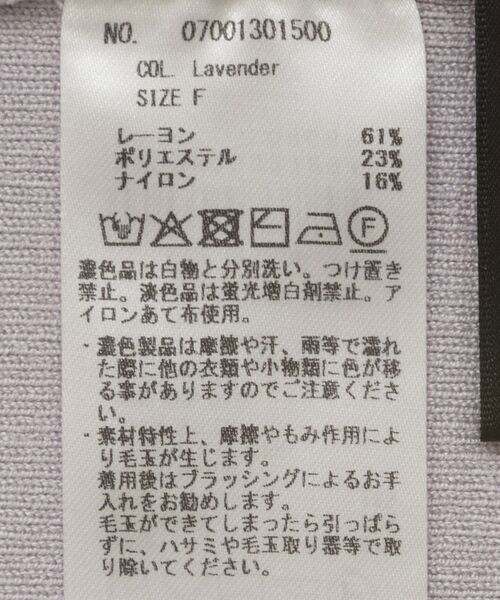 NO. 07001301500
COL. Lavender
SIZE F
レーヨン 61%
ポリエステル 23%
ナイロン 16%
F
濃色品は白物と分別洗い。つけ置き
禁止。淡色品は蛍光増白剤禁止。ア
イロンあて布使用。
・濃色製品は摩擦や汗、雨等で濡れ
た際に他の衣類や小物類に色が移
る事がありますのでご注意くださ
い。
・素材特性上、摩擦やもみ作用によ
り毛玉が生じます。
着用後はブラッシングによるお手
入れをお勧めします。
毛玉ができてしまったら引っぱら
ずに、ハサミや毛玉取り器等で取
り除いてください。